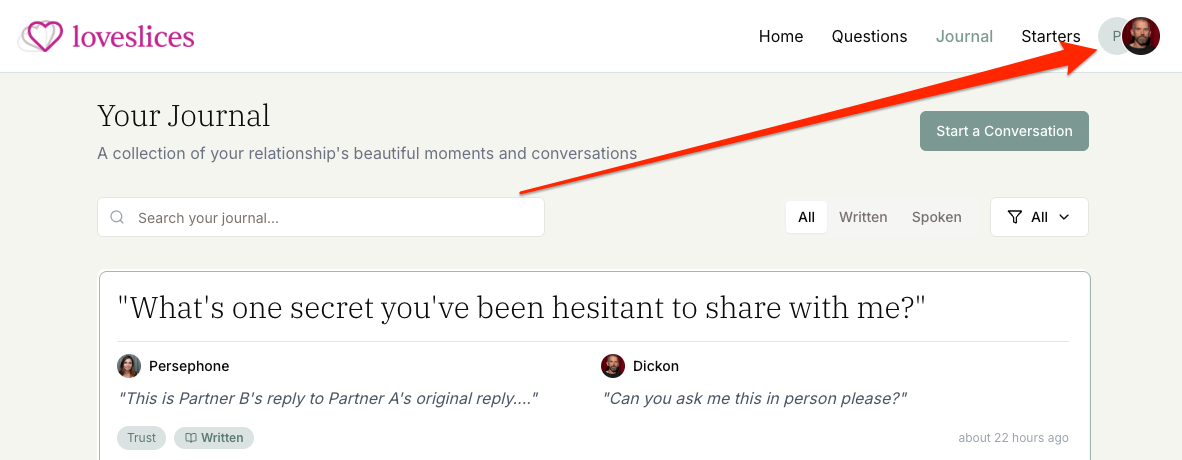 loveslices
Home Questions Journal Starters P
Your Journal
Start a Conversation
A collection of your relationship's beautiful moments and conversations
Search your journal...
All Written Spoken All
"What's one secret you've been hesitant to share with me?"
Persephone Dickon
"This is Partner B's reply to Partner A's original reply...." "Can you ask me this in person please?"
Trust Written about 22 hours ago